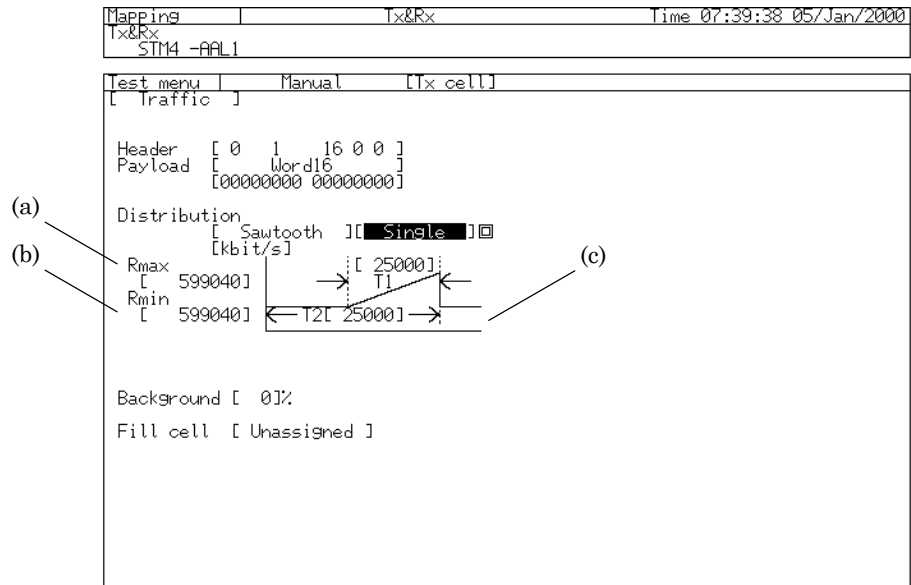 Mapping Tx&Rx Time 07:39:38 05/Jan/2000
Tx&Rx
STM4 -AAL1
Test menu Manual [Tx cell]
[ Traffic ]
Header [ 0 1 16 0 0 ]
Payload [ Word16 ]
[00000000 00000000]
(a)
Distribution
[ Sawtooth ][ Single ]
[kbit/s]
(b)
Rmax [ 25000]
(c)
[ 599040] T1
Rmin
[ 599040] T2[ 25000]
Background [ 0]%
Fill cell [ Unassigned ]